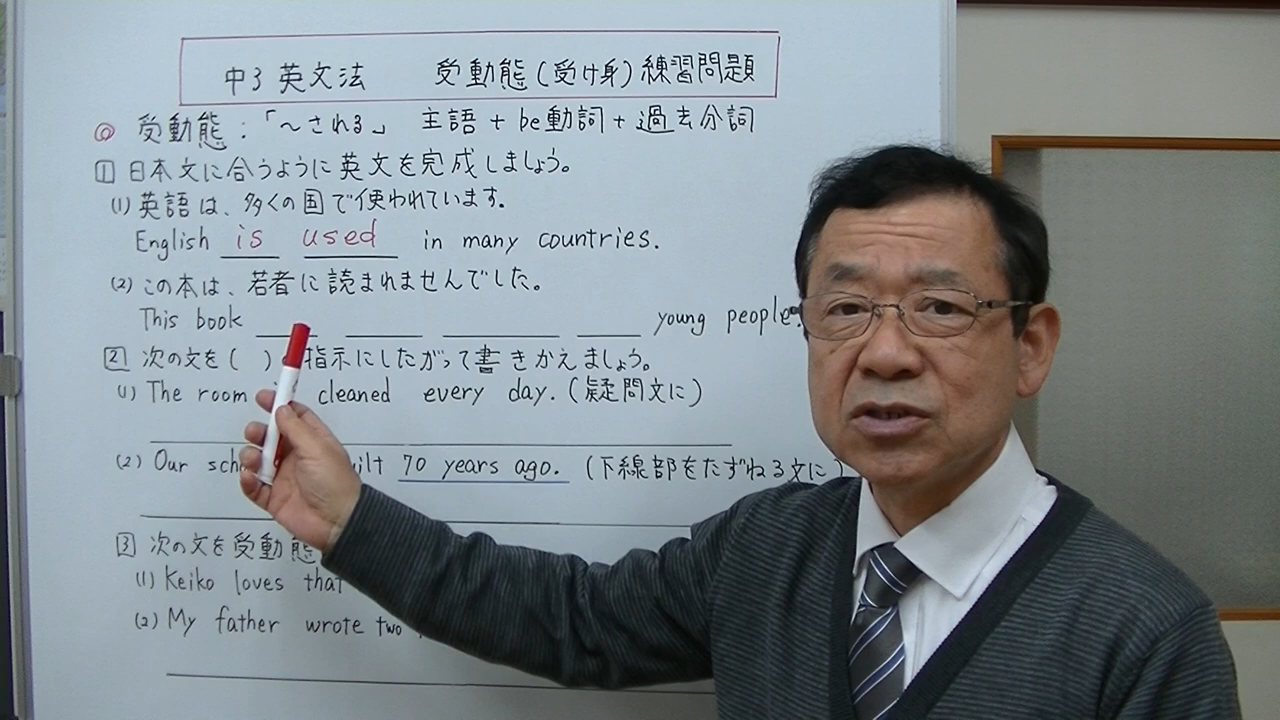 中3 英文法 受動態(受け身)練習問題
◎ 受動態:「~される」 主語 + be動詞 + 過去分詞
1 日本文に合うように英文を完成しましょう。
(1) 英語は、多くの国で使われています。
English is used in many countries.
(2) この本は、若者に読まれませんでした。
This book ____ ____ ____ ____ young people.
2 次の文を( )の指示にしたがって書きかえましょう。
(1) The room cleaned every day. (疑問文に)
(2) Our 70 years ago. (下線部をたずねる文に)
3 次の文を受動態
(1) Keiko loves that
(2) My father wrote two